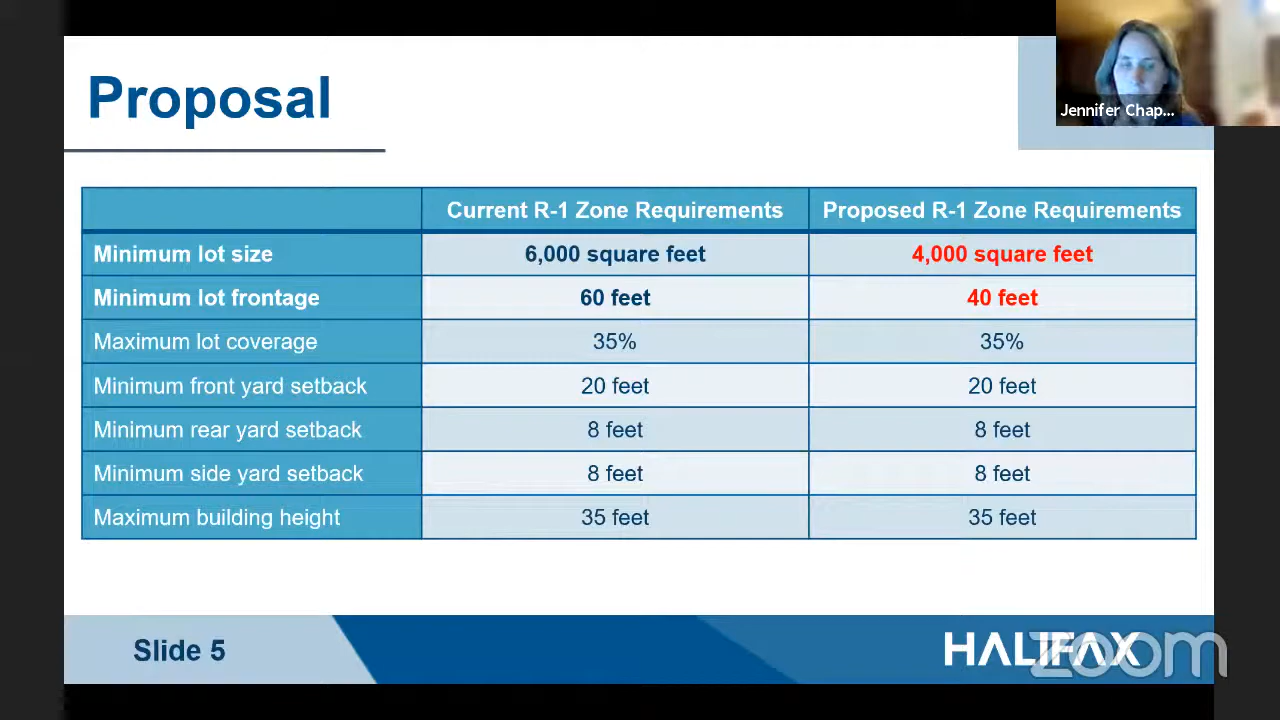 Proposal
Jennifer Chap...
Current R-1 Zone Requirements Proposed R-1 Zone Requirements
Minimum lot size 6,000 square feet 4,000 square feet
Minimum lot frontage 60 feet 40 feet
Maximum lot coverage 35% 35%
Minimum front yard setback 20 feet 20 feet
Minimum rear yard setback 8 feet 8 feet
Minimum side yard setback 8 feet 8 feet
Maximum building height 35 feet 35 feet
Slide 5
HALIFAX
zoom